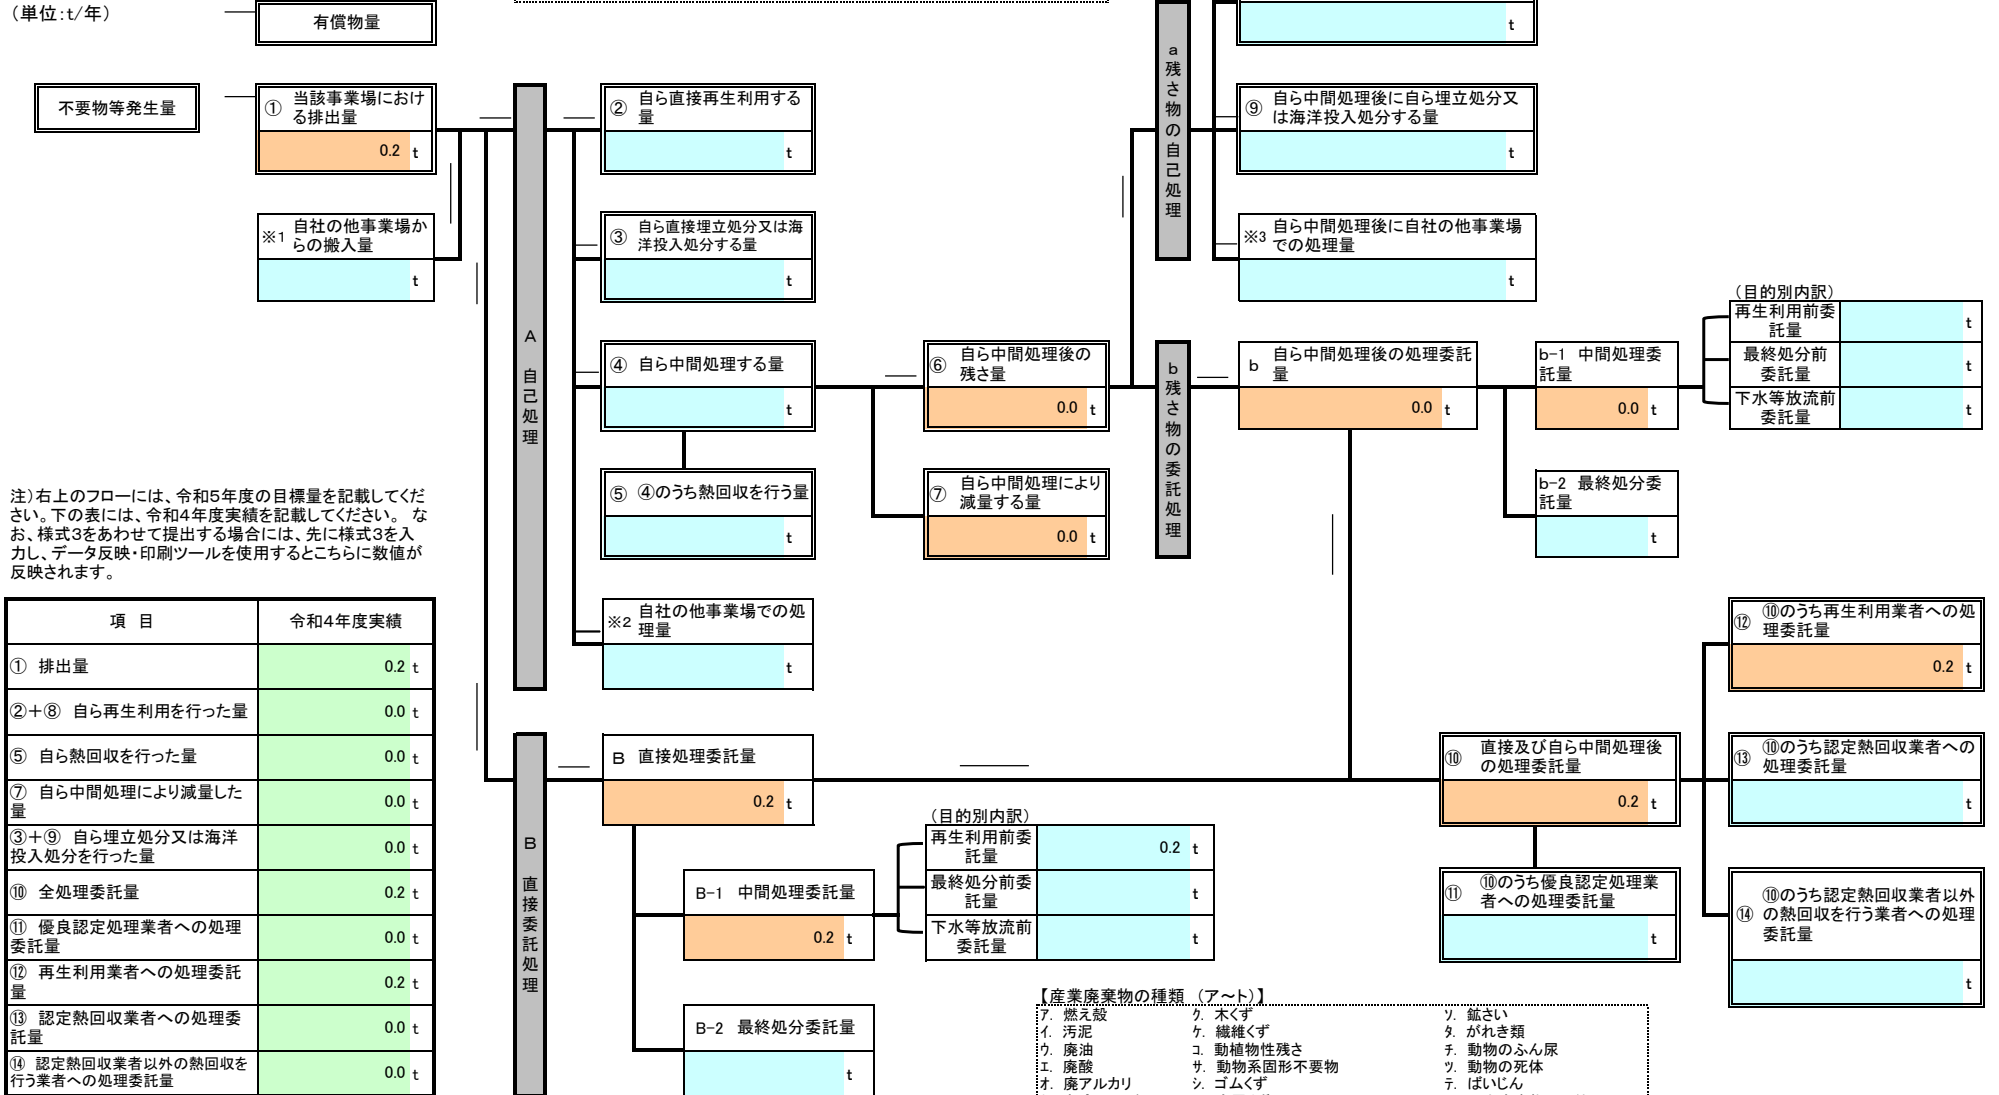 （単位:ｔ/年）
有償物量
ｔ
不要物等発生量
① 当該事業場におけ
る排出量
0.2 ｔ
※1 自社の他事業場か
らの搬入量
ｔ
A 自己処理
② 自ら直接再生利用する
量
ｔ
③ 自ら直接埋立処分又は海
洋投入処分する量
ｔ
④ 自ら中間処理する量
ｔ
⑤ ④のうち熱回収を行う量
ｔ
※2 自社の他事業場での処
理量
ｔ
⑥ 自ら中間処理後の
残さ量
0.0 ｔ
⑦ 自ら中間処理により
減量する量
0.0 ｔ
a 残さ物の自己処理
⑨ 自ら中間処理後に自ら埋立処分又
は海洋投入処分する量
ｔ
※3 自ら中間処理後に自社の他事業場
での処理量
ｔ
b 残さ物の委託処理
b 自ら中間処理後の処理委託
量
0.0 ｔ
b-1 中間処理委
託量
0.0 ｔ
b-2 最終処分委
託量
ｔ
（目的別内訳）
再生利用前委
託量
ｔ
最終処分前
委託量
ｔ
下水等放流前
委託量
ｔ
注）右上のフローには、令和５年度の目標量を記載してくだ
さい。下の表には、令和４年度実績を記載してください。 な
お、様式３をあわせて提出する場合には、先に様式３を入
力し、データ反映・印刷ツールを使用するとこちらに数値が
反映されます。
項 目 令和４年度実績
① 排出量 0.2 ｔ
②＋⑧ 自ら再生利用を行った量 0.0 ｔ
⑤ 自ら熱回収を行った量 0.0 ｔ
⑦ 自ら中間処理により減量した
量 0.0 ｔ
③＋⑨ 自ら埋立処分又は海洋
投入処分を行った量 0.0 ｔ
⑩ 全処理委託量 0.2 ｔ
⑪ 優良認定処理業者への処理
委託量 0.0 ｔ
⑫ 再生利用業者への処理委託
量 0.2 ｔ
⑬ 認定熱回収業者への処理委
託量 0.0 ｔ
⑭ 認定熱回収業者以外の熱回収を
行う業者への処理委託量 0.0 ｔ
B 直接委託処理
B 直接処理委託量
0.2 ｔ
B-1 中間処理委託量
0.2 ｔ
B-2 最終処分委託量
ｔ
（目的別内訳）
再生利用前委
託量
0.2 ｔ
最終処分前委
託量
ｔ
下水等放流前
委託量
ｔ
⑩ 直接及び自ら中間処理後
の処理委託量
0.2 ｔ
⑪ ⑩のうち優良認定処理業
者への処理委託量
ｔ
⑫ ⑩のうち再生利用業者への処
理委託量
0.2 ｔ
⑬ ⑩のうち認定熱回収業者への
処理委託量
ｔ
⑭ ⑩のうち認定熱回収業者以外
の熱回収を行う業者への処理
委託量
ｔ
【産業廃棄物の種類 （ア～ト）】
ｱ. 燃え殻 ｸ. 木くず ｿ. 鉱さい
ｲ. 汚泥 ｹ. 繊維くず ﾀ. がれき類
ｳ. 廃油 ｺ. 動植物性残さ ﾁ. 動物のふん尿
ｴ. 廃酸 ｻ. 動物系固形不要物 ﾂ. 動物の死体
ｵ. 廃アルカリ ｼ. ゴムくず ﾃ. ばいじん